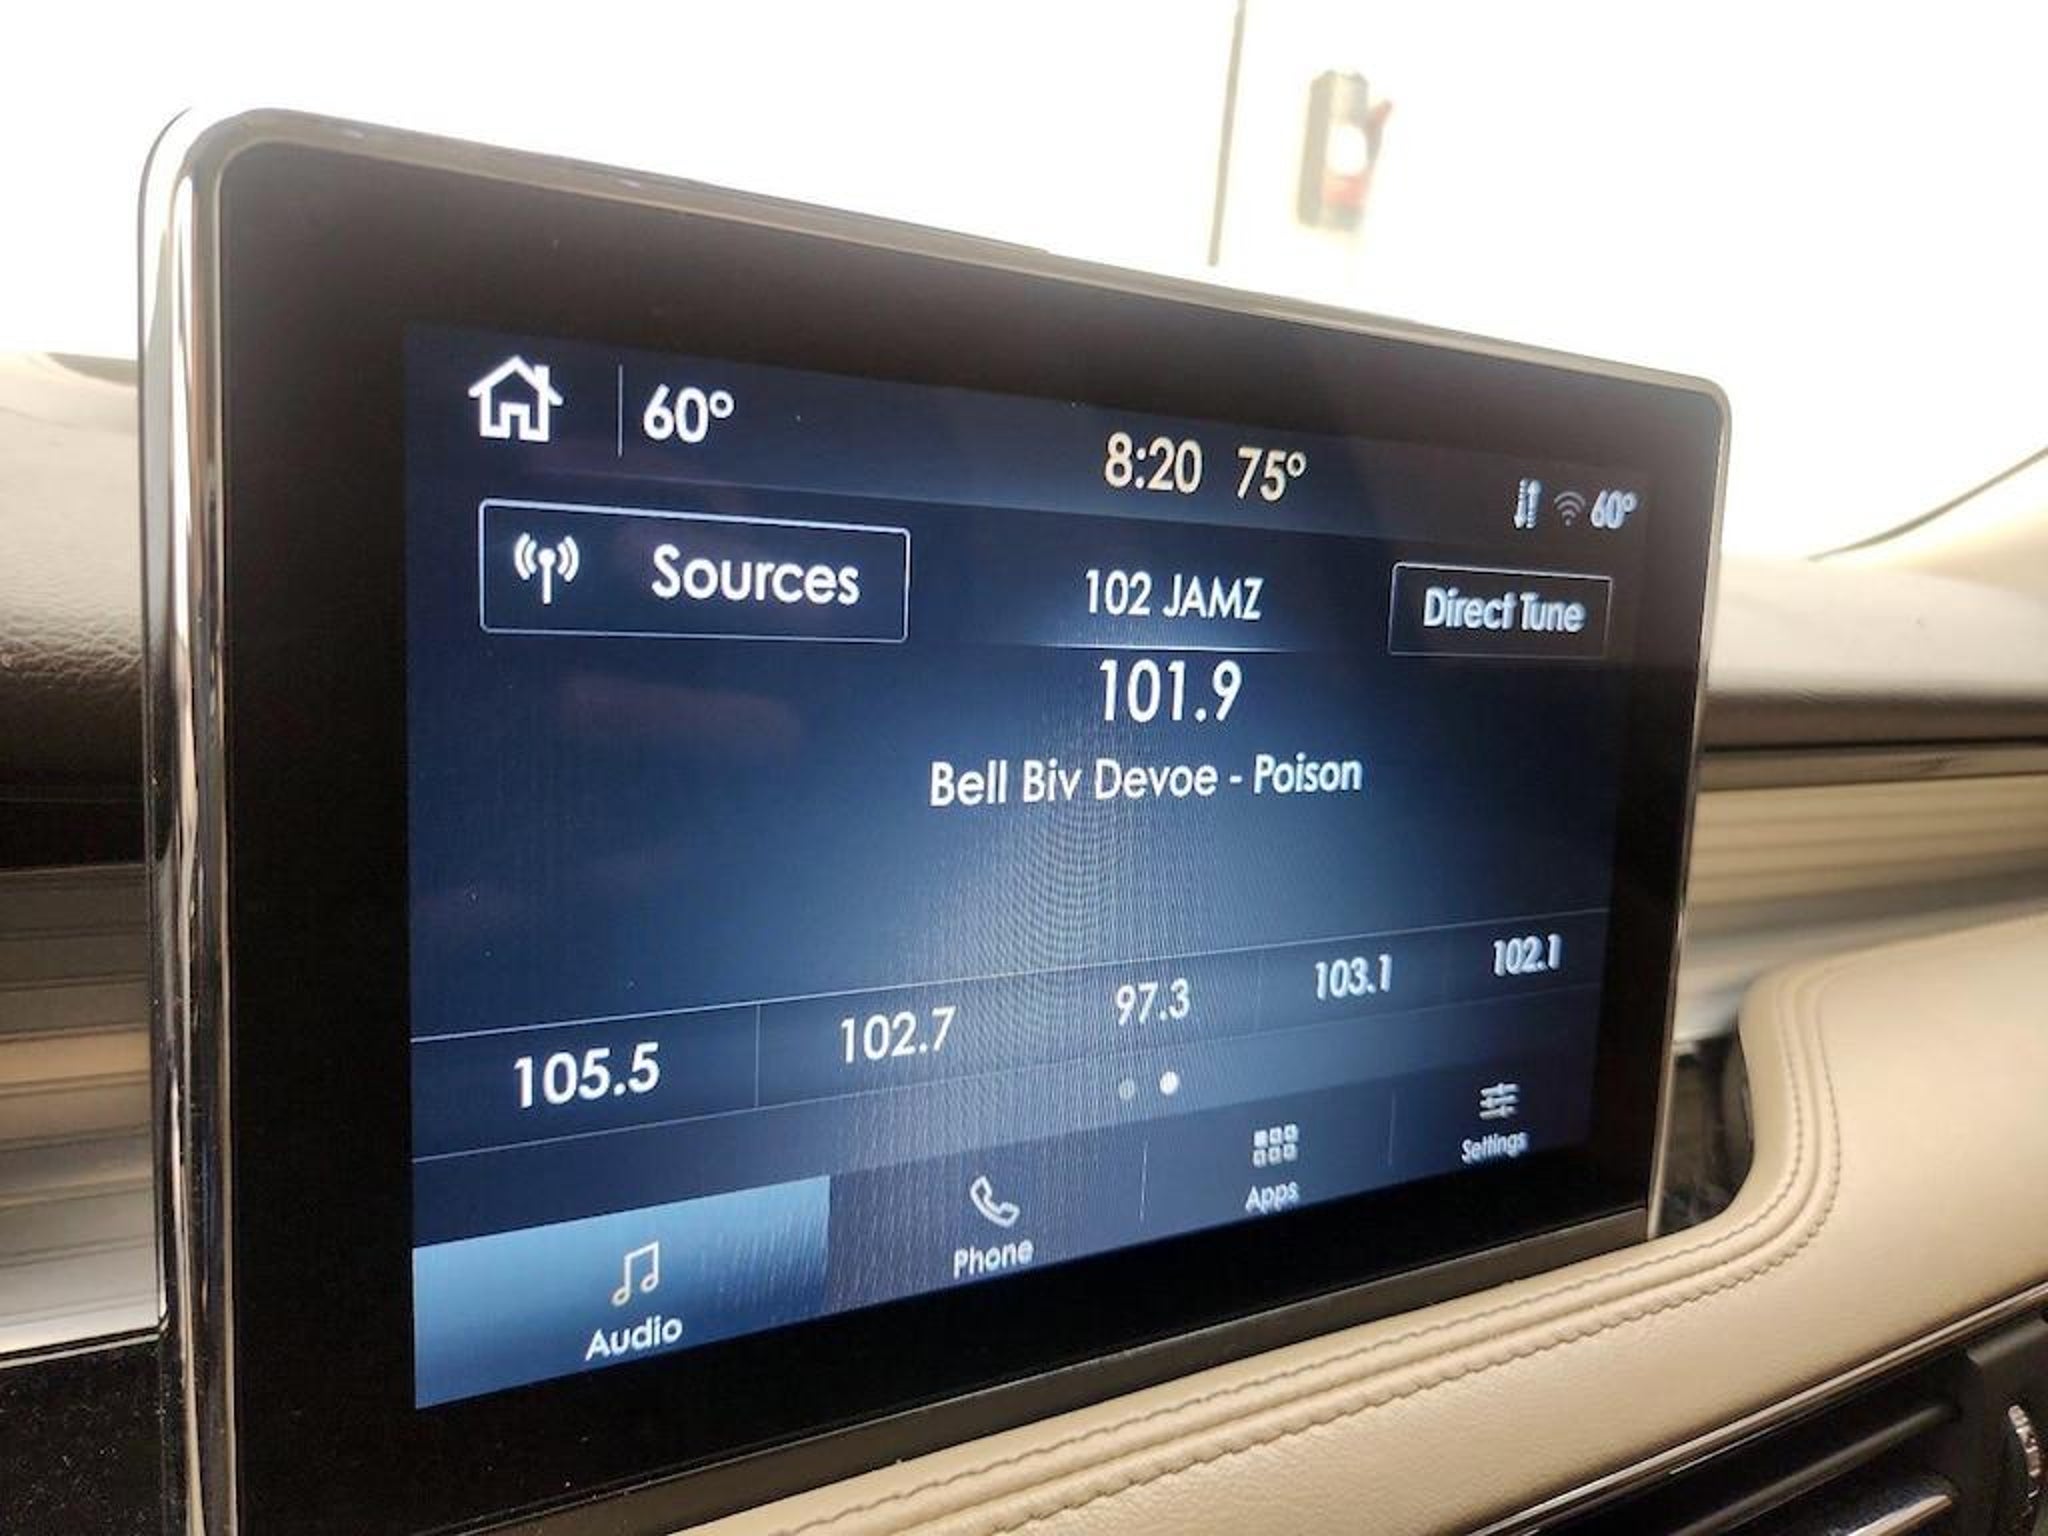 60°
8:20 75°
60°
Sources
102 JAMZ
Direct Tune
101.9
Bell Biv Devoe - Poison
105.5
102.7
97.3
103.1
102.1
Audio
Phone
Apps
Settings